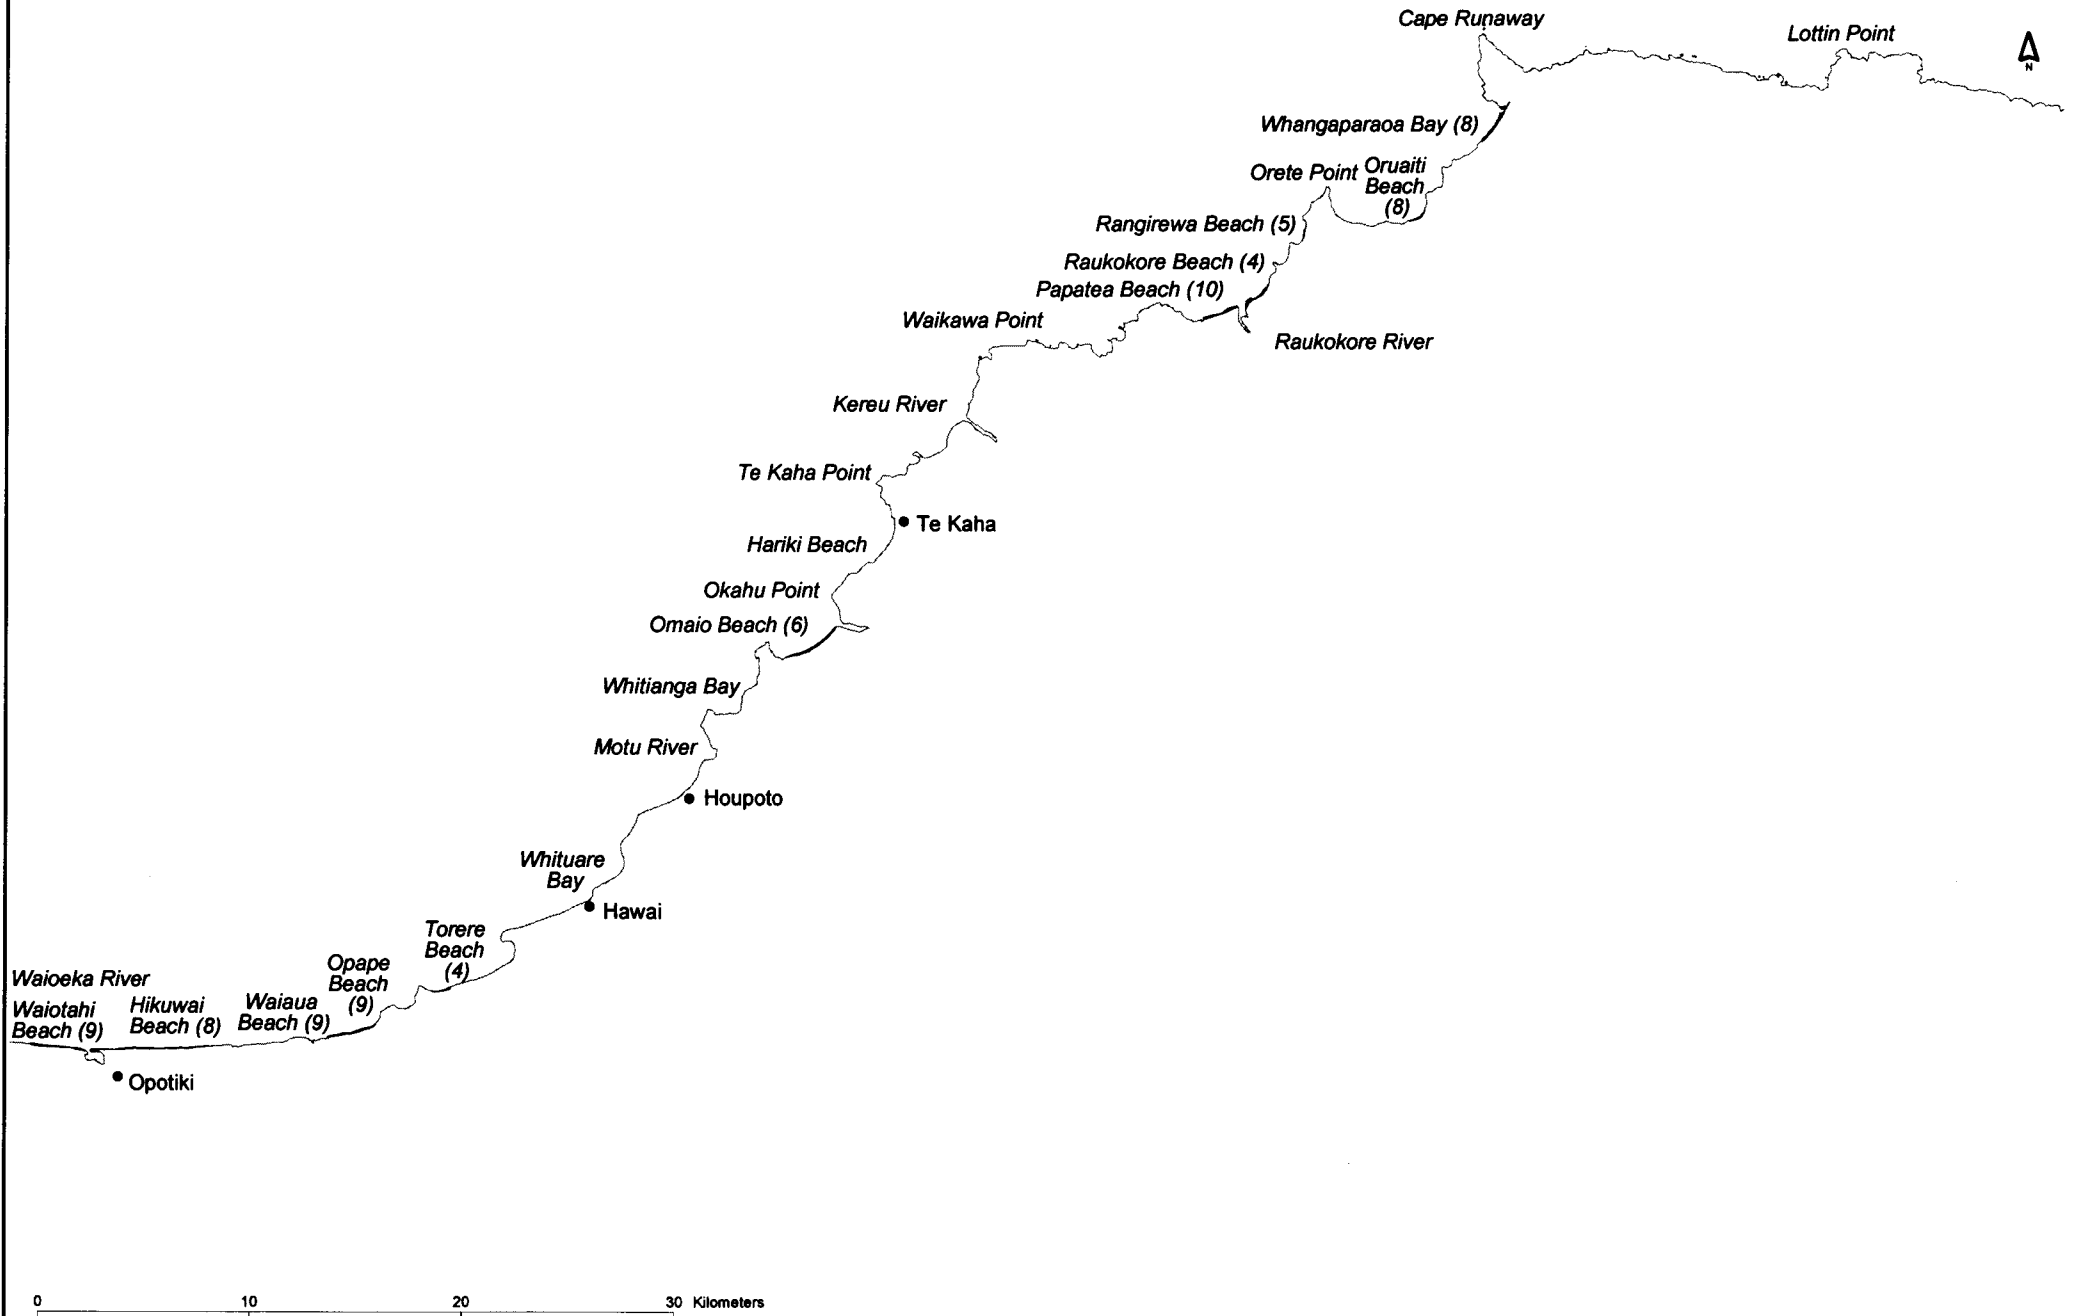 Cape Runaway
Lottin Point
N
Whangaparaoa Bay (8)
Orete Point
Oruaiti
Beach
(8)
Rangirewa Beach (5)
Raukokore Beach (4)
Papatea Beach (10)
Waikawa Point
Raukokore River
Kereu River
Te Kaha Point
Te Kaha
Hariki Beach
Okahu Point
Omaio Beach (6)
Whitianga Bay
Motu River
Houpoto
Whituare
Bay
Hawai
Torere
Beach
(4)
Opape
Beach
(9)
Waioeka River
Waiotahi
Beach (9)
Hikuwai
Beach (8)
Waiaua
Beach (9)
Opotiki
0 10 20 30 Kilometers